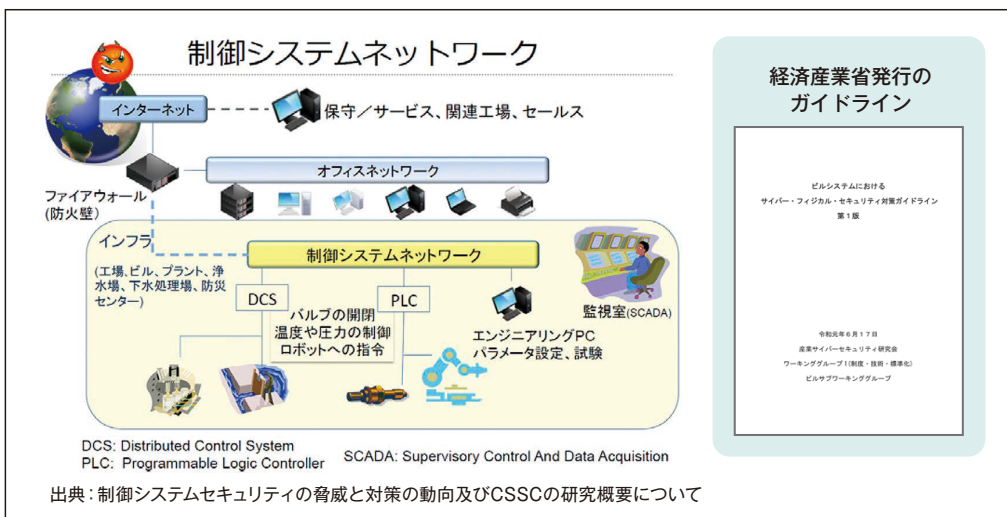 制御システムネットワーク
インターネット
保守／サービス、関連工場、セールス
オフィスネットワーク
ファイアウォール
(防火壁)
インフラ
(工場、ビル、プラント、浄
水場、下水処理場、防災
センター)
制御システムネットワーク
DCS
PLC
バルブの開閉
温度や圧力の制御
ロボットへの指令
エンジニアリングPC
パラメータ設定、試験
監視室(SCADA)
DCS: Distributed Control System
PLC: Programmable Logic Controller
SCADA: Supervisory Control And Data Acquisition
出典：制御システムセキュリティの脅威と対策の動向及びCSSCの研究概要について
経済産業省発行の
ガイドライン
ビルシステムにおける
サイバー・フィジカル・セキュリティ対策ガイドライン
第1版
令和元年6月17日
産業サイバーセキュリティ研究会
ワーキンググループ1(制度・技術・標準化)
ビルサブワーキンググループ